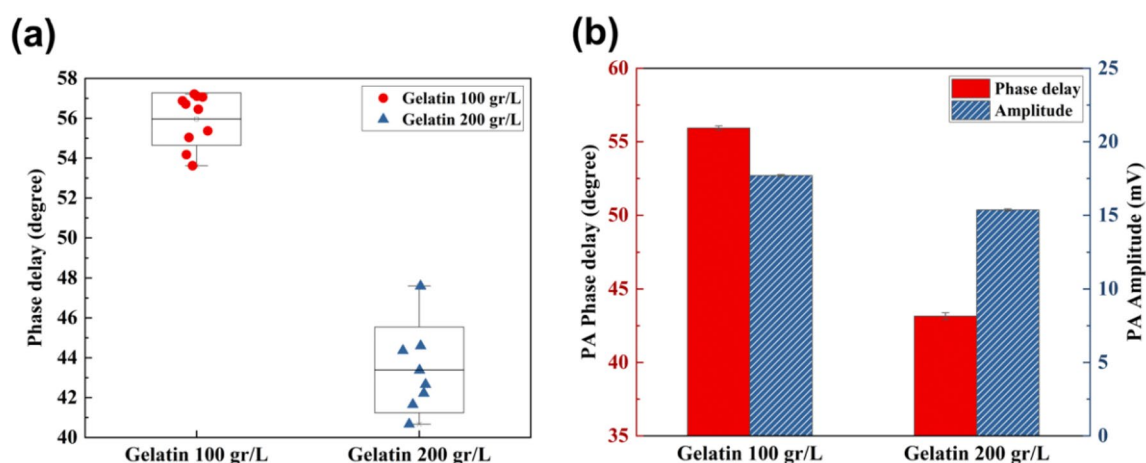 (a)
Phase delay (degree)
58
56
54
52
50
48
46
44
42
40
Gelatin 100 gr/L
Gelatin 200 gr/L
Gelatin 100 gr/L
Gelatin 200 gr/L
(b)
PA Phase delay (degree)
60
55
50
45
40
35
Phase delay
Amplitude
25
20
15
10
5
0
PA Amplitude (mV)
Gelatin 100 gr/L
Gelatin 200 gr/L